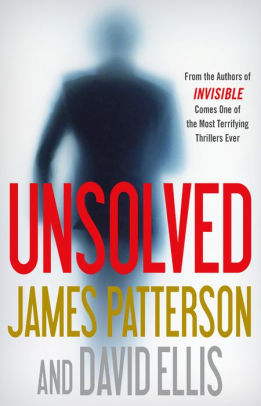 From the Authors of
INVISIBLE
Comes One of
the Most Terrifying
Thrillers Ever
UNSOLVED
JAMES PATTERSON
AND DAVID ELLIS